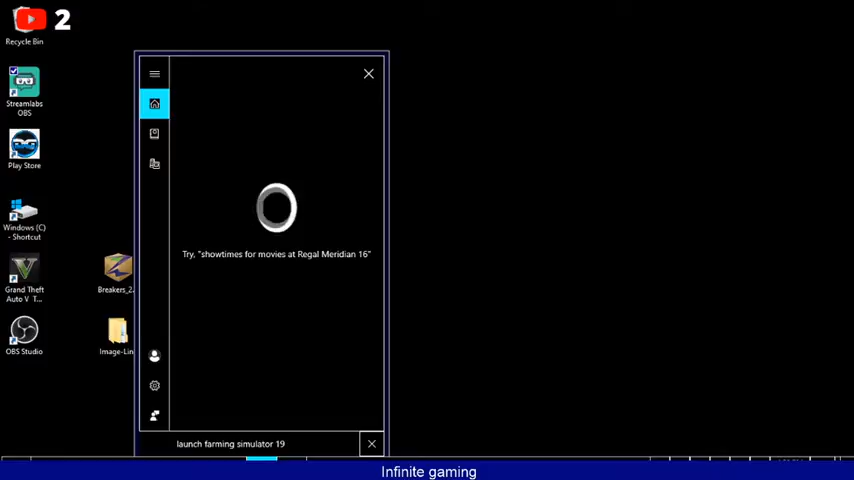 2
Recycle Bin
Streamlabs
OBS
Play Store
Windows (C)
- Shortcut
Grand Theft
Auto V T...
OBS Studio
Breakers_2.
Image-Lin
Try, "showtimes for movies at Regal Meridian 16"
launch farming simulator 19
Infinite gaming